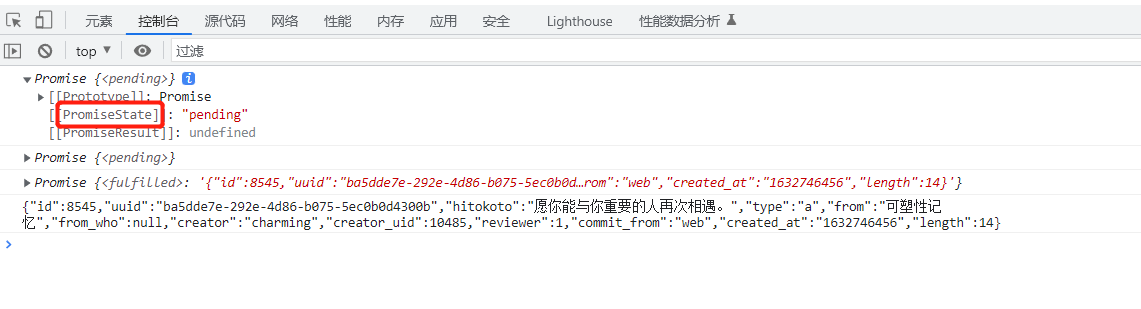 元素 控制台 源代码 网络 性能 内存 应用 安全 Lighthouse 性能数据分析
top ▼ 过滤
▼ Promise {<pending>} i
▶ [[Prototype]]: Promise
[[PromiseState]]: "pending"
[[PromiseResult]]: undefined
▶ Promise {<pending>}
▶ Promise {<fulfilled>: '{"id":8545,"uuid":"ba5dde7e-292e-4d86-b075-5ec0b0d…rom":"web","created_at":"1632746456","length":14}'}
{"id":8545,"uuid":"ba5dde7e-292e-4d86-b075-5ec0b0d4300b","hitokoto":"愿你能与你重要的人再次相遇。","type":"a","from":"可塑性记
忆","from_who":null,"creator":"charming","creator_uid":10485,"reviewer":1,"commit_from":"web","created_at":"1632746456","length":14}
>